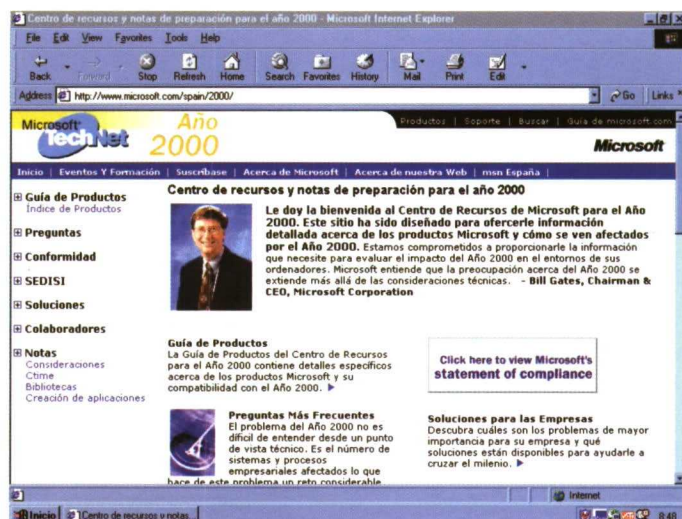 Centro de recursos y notas de preparación para el año 2000 - Microsoft Internet Explorer
File Edit View Favorites Tools Help
Back Forward Stop Refresh Home Search Favorites History Mail Print Edit
Address http://www.microsoft.com/spain/2000/ Go Links
Microsoft TechNet
Año 2000
Productos | Soporte | Buscar | Guia de microsoft.com
Microsoft
Inicio | Eventos Y Formación | Suscríbase | Acerca de Microsoft | Acerca de nuestra Web | msn España |
Guía de Productos
Indice de Productos
Preguntas
Conformidad
SEDISI
Soluciones
Colaboradores
Notas
Consideraciones
Ctime
Bibliotecas
Creación de aplicaciones
Centro de recursos y notas de preparación para el año 2000
Le doy la bienvenida al Centro de Recursos de Microsoft para el Año
2000. Este sitio ha sido diseñado para ofercerle información
detallada acerca de los productos Microsoft y cómo se ven afectados
por el Año 2000. Estamos comprometidos a proporcionarle la información
que necesite para evaluar el impacto del Año 2000 en el entornos de sus
ordenadores. Microsoft entiende que la preocupación acerca del Año 2000 se
extiende más allá de las consideraciones técnicas. - Bill Gates, Chairman &
CEO, Microsoft Corporation
Guía de Productos
La Guía de Productos del Centro de Recursos
para el Año 2000 contiene detalles específicos
acerca de los productos Microsoft y su
compatibilidad con el Año 2000.
Click here to view Microsoft's
statement of compliance
Preguntas Más Frecuentes
El problema del Año 2000 no es
difícil de entender desde un punto
de vista técnico. Es el número de
sistemas y procesos
empresariales afectados lo que
hace de este problema un reto considerable
Soluciones para las Empresas
Descubra cuáles son los problemas de mayor
importancia para su empresa y qué
soluciones están disponibles para ayudarle a
cruzar el milenio.
Internet
Inicio Centro de recursos y notas 8:48